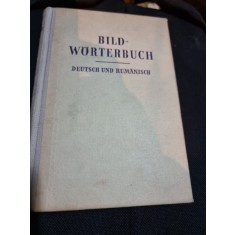 BILD-
WÖRTERBUCH
DEUTSCH UND RUMÄNISCH